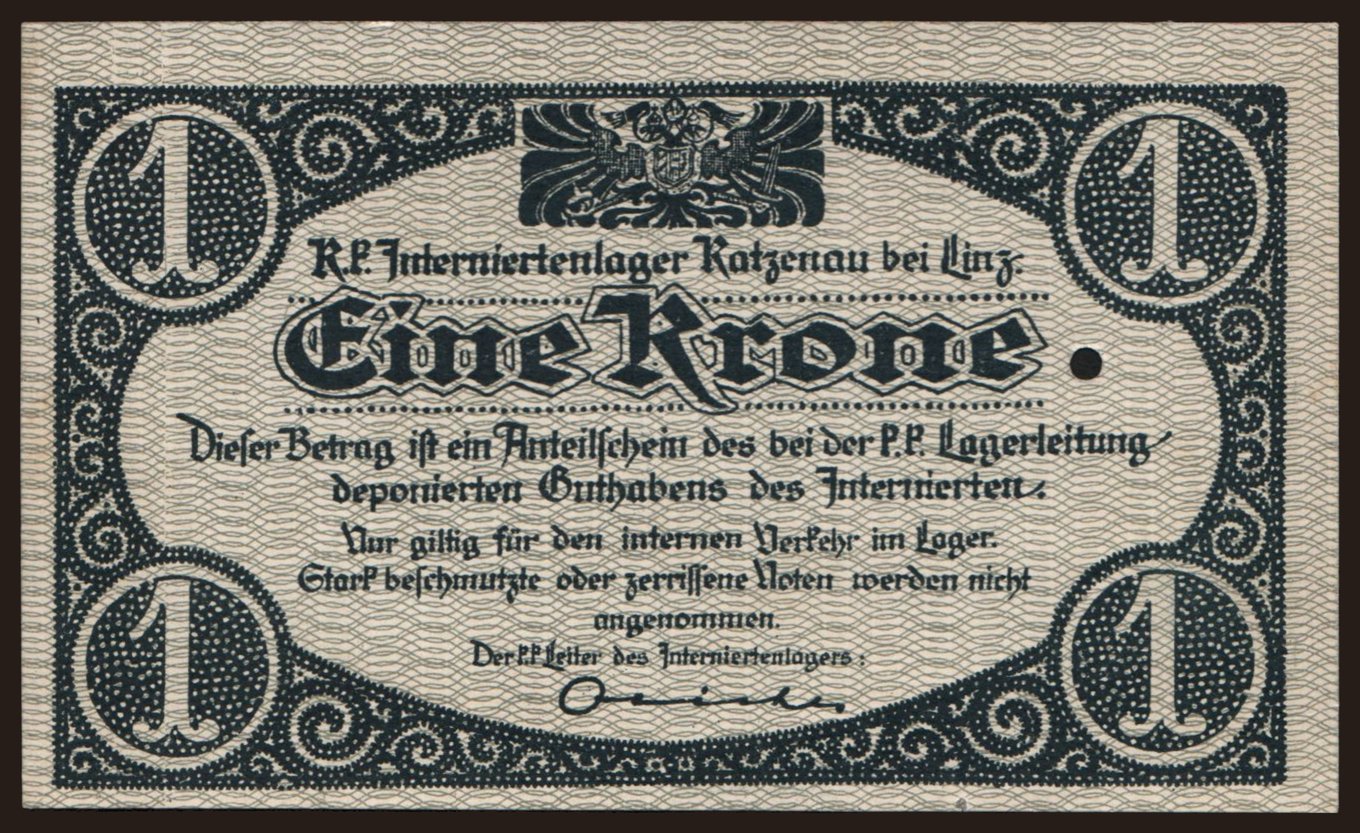 1 1
K.k. Interniertenlager Katzenau bei Linz.
Eine Krone
Dieser Betrag ist ein Anteilschein des bei der k.k. Lagerleitung
deponierten Guthabens des Internierten.
Nur giltig für den internen Verkehr im Lager.
Stark beschmutzte oder zerrissene Noten werden nicht
angenommen.
Der k.k. Leiter des Interniertenlagers:
1 1